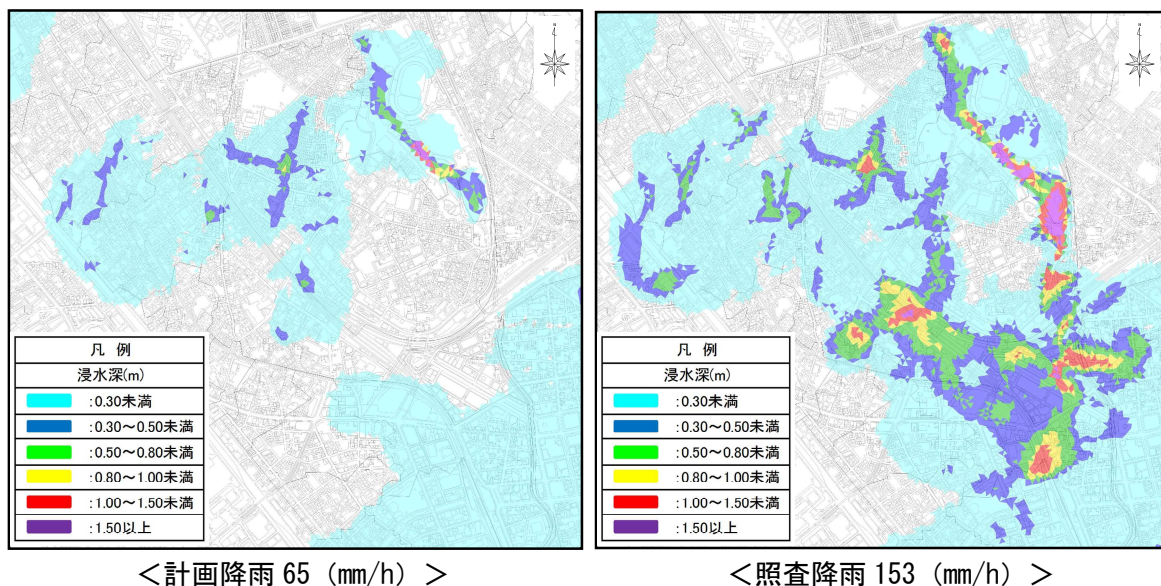 N
凡 例
浸水深(m)
:0.30未満
:0.30～0.50未満
:0.50～0.80未満
:0.80～1.00未満
:1.00～1.50未満
:1.50以上
＜計画降雨 65 (mm/h) ＞
N
凡 例
浸水深(m)
:0.30未満
:0.30～0.50未満
:0.50～0.80未満
:0.80～1.00未満
:1.00～1.50未満
:1.50以上
＜照査降雨 153 (mm/h) ＞